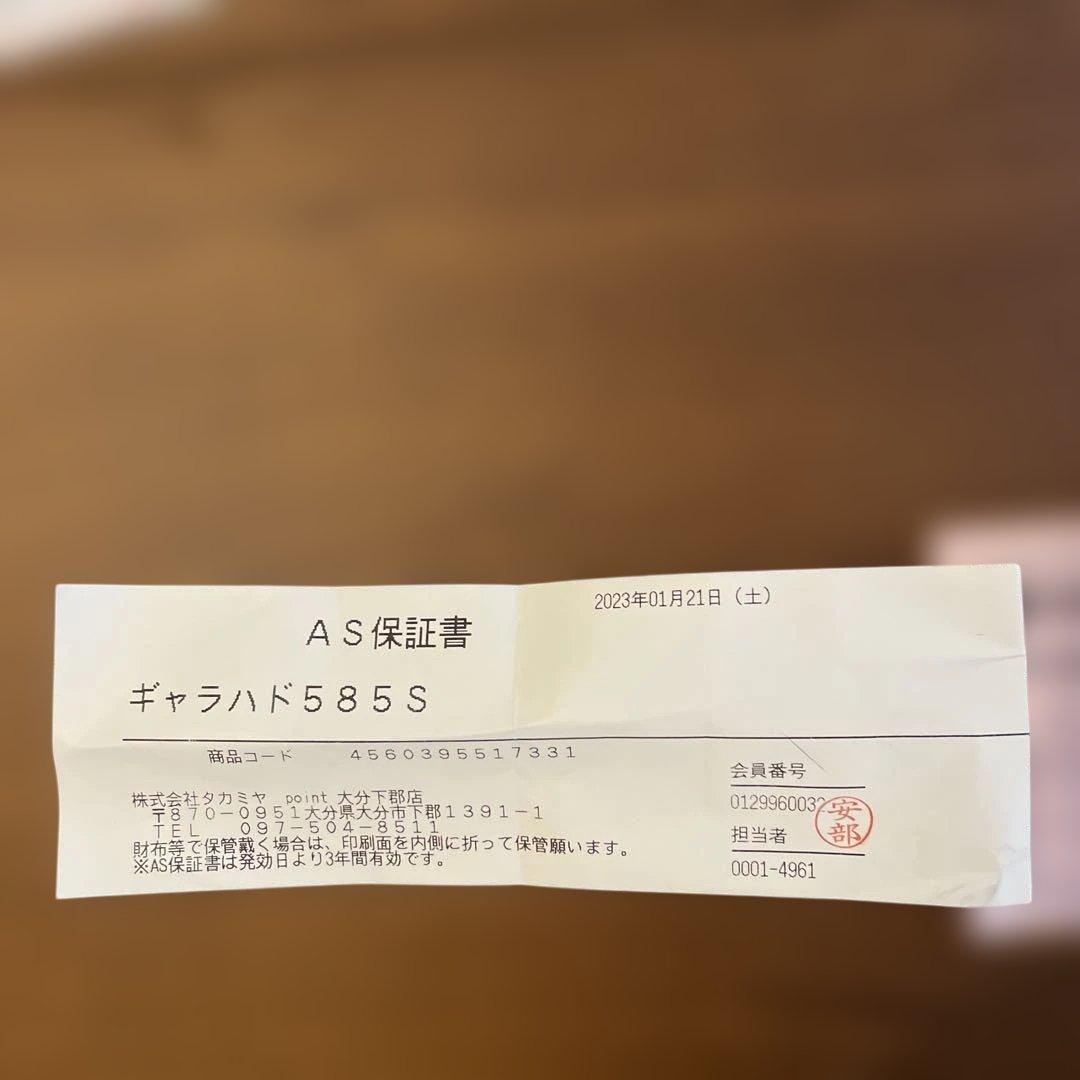 2023年01月21日（土）
ＡＳ保証書
ギャラハド５８５Ｓ
商品コード　４５６０３９５５１７３３１
会員番号
0129960032
安部
担当者
0001-4961
株式会社タカミヤ　point 大分下郡店
〒８７０－０９５１大分県大分市下郡１３９１－１
ＴＥＬ　０９７－５０４－８５１１
財布等で保管戴く場合は、印刷面を内側に折って保管願います。
※AS保証書は発効日より3年間有効です。